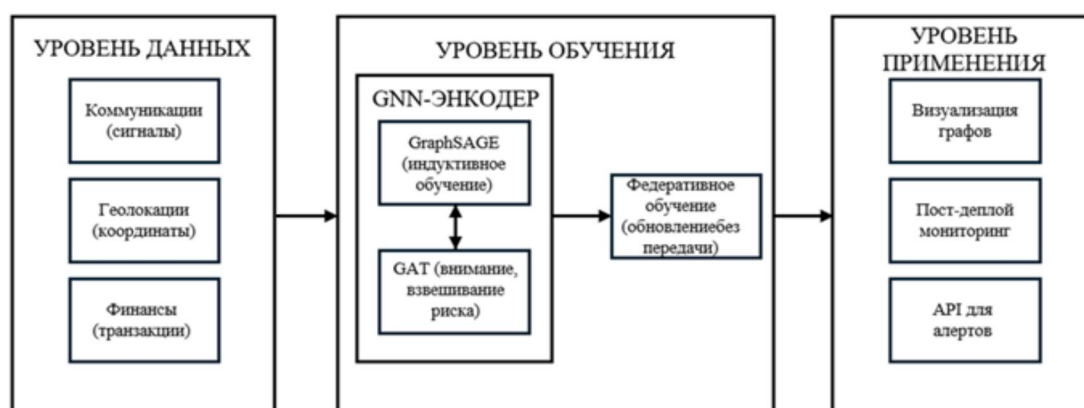 УРОВЕНЬ ДАННЫХ
Коммуникации
(сигналы)
Геолокации
(координаты)
Финансы
(транзакции)
УРОВЕНЬ ОБУЧЕНИЯ
GNN-ЭНКОДЕР
GraphSAGE
(индуктивное
обучение)
GAT (внимание,
взвешивание
риска)
Федеративное
обучение
(обновлениебез
передачи)
УРОВЕНЬ
ПРИМЕНЕНИЯ
Визуализация
графов
Пост-деплой
мониторинг
API для
алертов